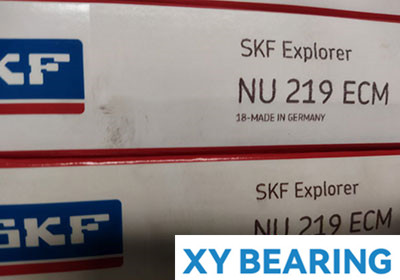 SKF
SKF Explorer
NU 219 ECM
18-MADE IN GERMANY
SKF
SKF Explorer
NU 219 ECM
XY BEARING